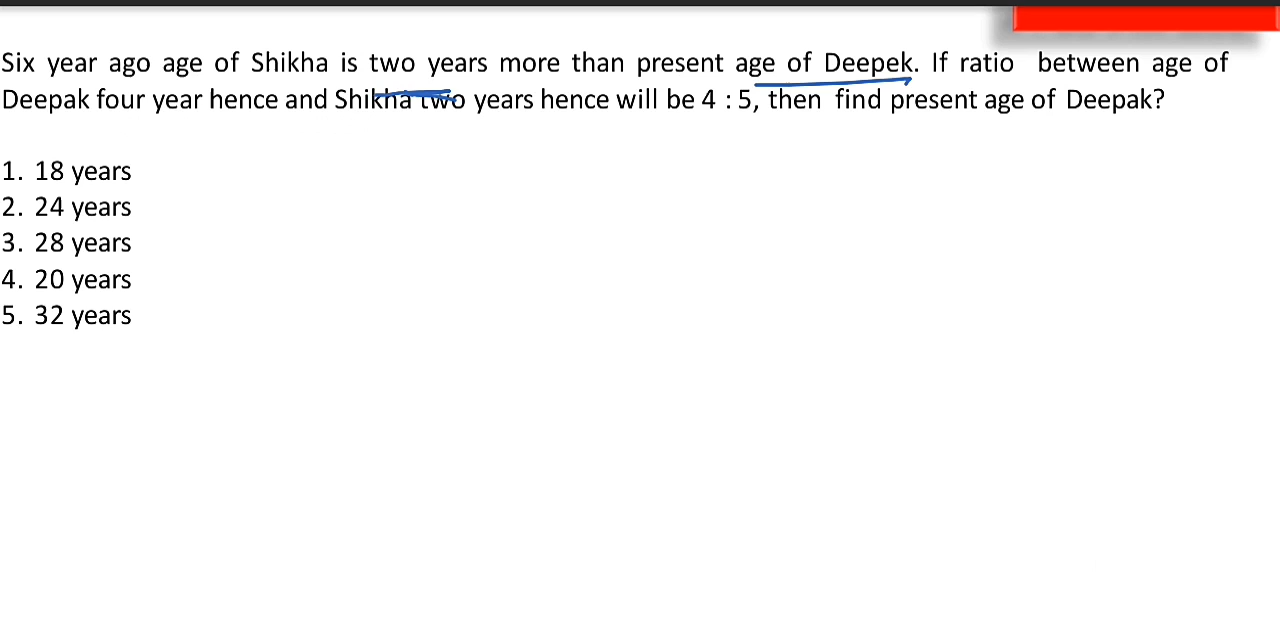 Six year ago age of Shikha is two years more than present age of Deepek. If ratio between age of
Deepak four year hence and Shikha two years hence will be 4 : 5, then find present age of Deepak?
1. 18 years
2. 24 years
3. 28 years
4. 20 years
5. 32 years